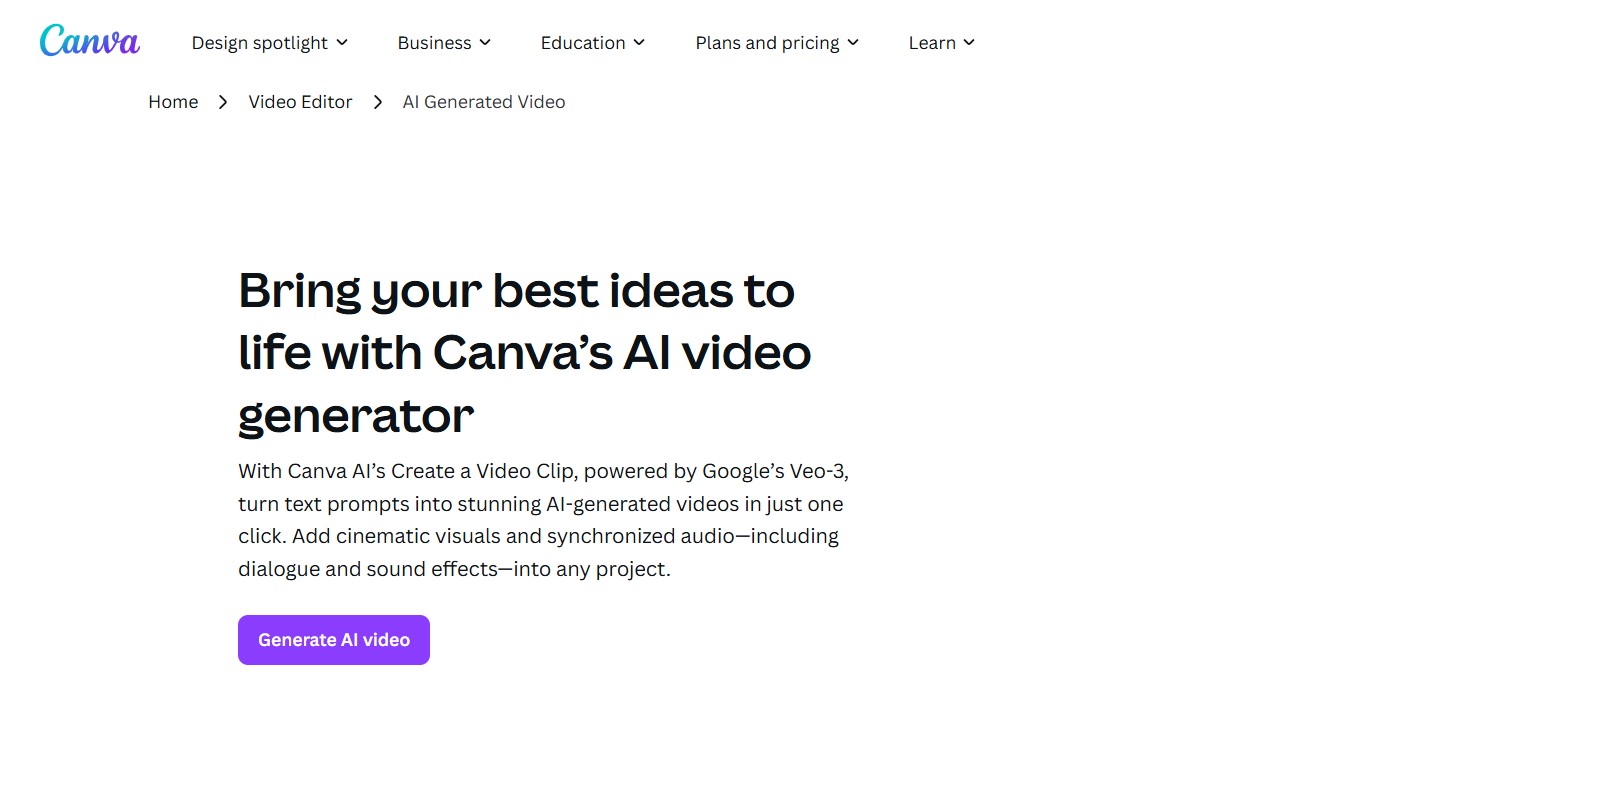 Canva Design spotlight Business Education Plans and pricing Learn
Home Video Editor AI Generated Video
Bring your best ideas to
life with Canva’s AI video
generator
With Canva AI’s Create a Video Clip, powered by Google’s Veo-3,
turn text prompts into stunning AI-generated videos in just one
click. Add cinematic visuals and synchronized audio—including
dialogue and sound effects—into any project.
Generate AI video